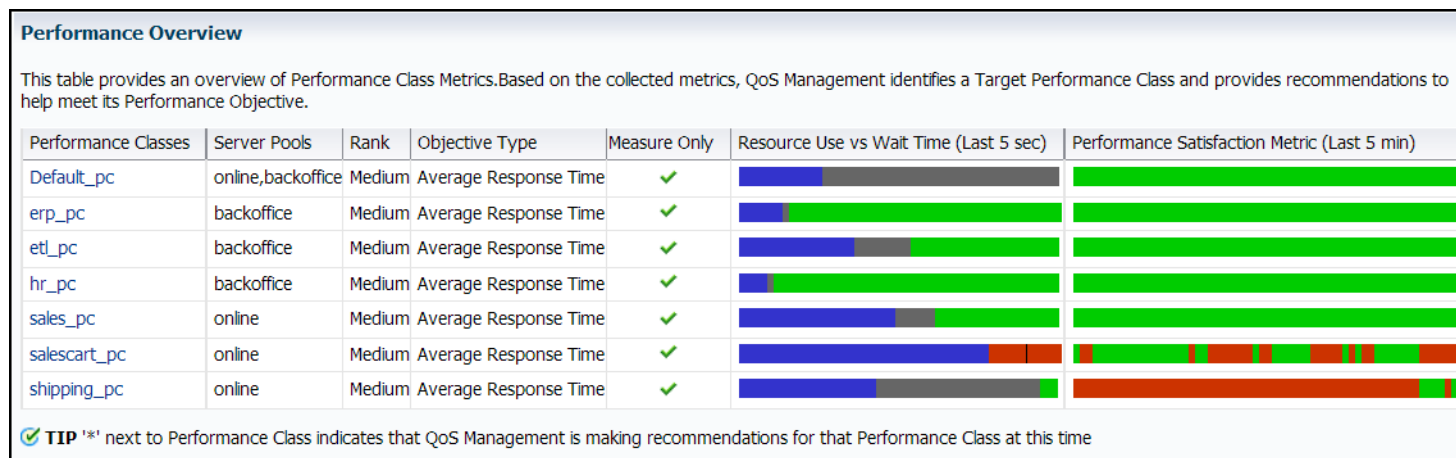 Performance Overview
This table provides an overview of Performance Class Metrics.Based on the collected metrics, QoS Management identifies a Target Performance Class and provides recommendations to
help meet its Performance Objective.
Performance Classes Server Pools Rank Objective Type Measure Only Resource Use vs Wait Time (Last 5 sec) Performance Satisfaction Metric (Last 5 min)
Default_pc online,backoffice Medium Average Response Time
erp_pc backoffice Medium Average Response Time
etl_pc backoffice Medium Average Response Time
hr_pc backoffice Medium Average Response Time
sales_pc online Medium Average Response Time
salescart_pc online Medium Average Response Time
shipping_pc online Medium Average Response Time
TIP '*' next to Performance Class indicates that QoS Management is making recommendations for that Performance Class at this time